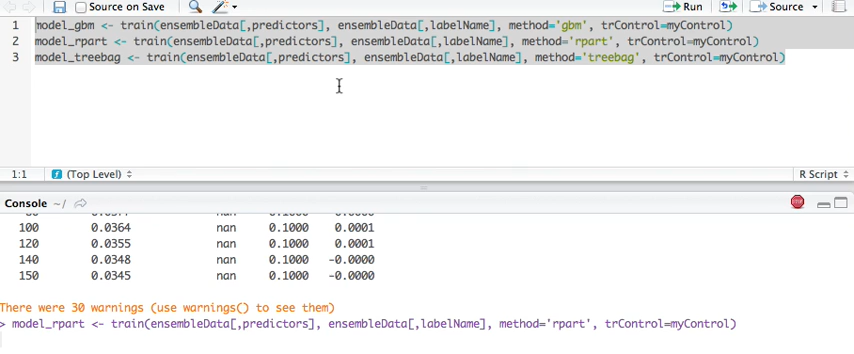 Source on Save
Run
Source
1 model_gbm <- train(ensembleData[,predictors], ensembleData[,labelName], method='gbm', trControl=myControl)
2 model_rpart <- train(ensembleData[,predictors], ensembleData[,labelName], method='rpart', trControl=myControl)
3 model_treebag <- train(ensembleData[,predictors], ensembleData[,labelName], method='treebag', trControl=myControl)
1:1 (Top Level) R Script
Console ~/
100 0.0364 nan 0.1000 0.0001
120 0.0355 nan 0.1000 0.0001
140 0.0348 nan 0.1000 -0.0000
150 0.0345 nan 0.1000 -0.0000
There were 30 warnings (use warnings() to see them)
> model_rpart <- train(ensembleData[,predictors], ensembleData[,labelName], method='rpart', trControl=myControl)